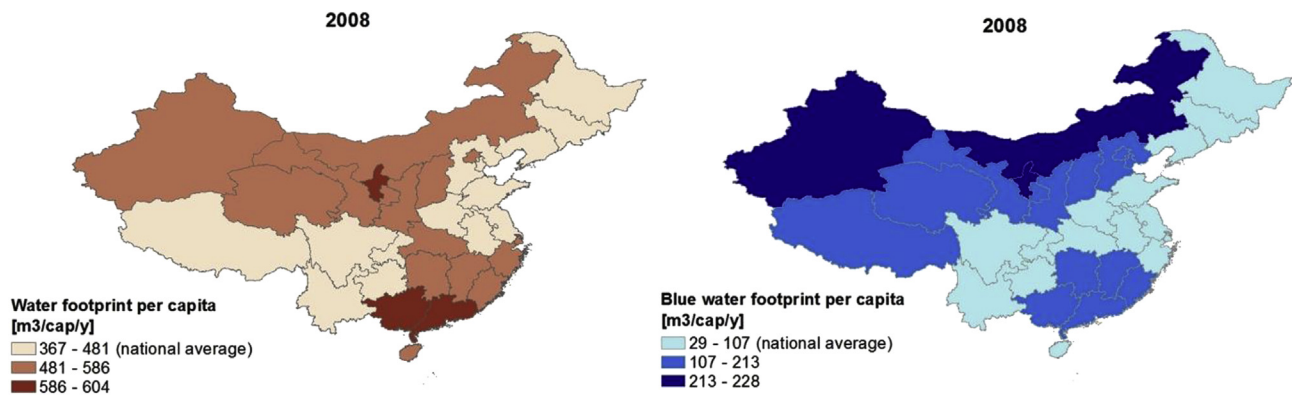 2008
Water footprint per capita
[m3/cap/y]
367 - 481 (national average)
481 - 586
586 - 604
2008
Blue water footprint per capita
[m3/cap/y]
29 - 107 (national average)
107 - 213
213 - 228